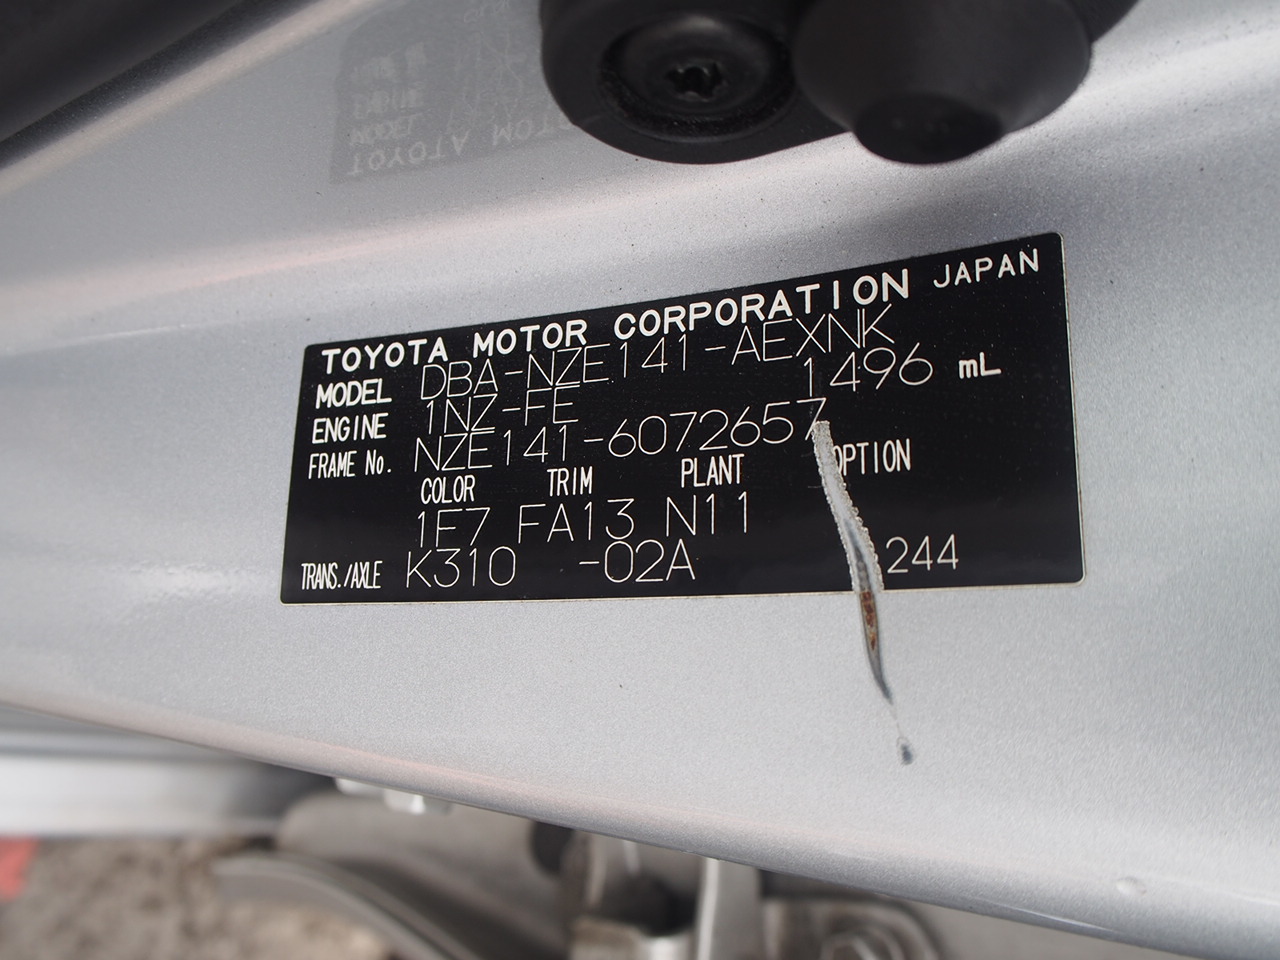 TOYOTA MOTOR CORPORATION JAPAN
MODEL DBA-NZE141-AEXNK
ENGINE 1NZ-FE 1496 mL
FRAME No. NZE141-6072657
COLOR TRIM PLANT OPTION
1F7 FA13 N11
TRANS./AXLE K310 -02A 244